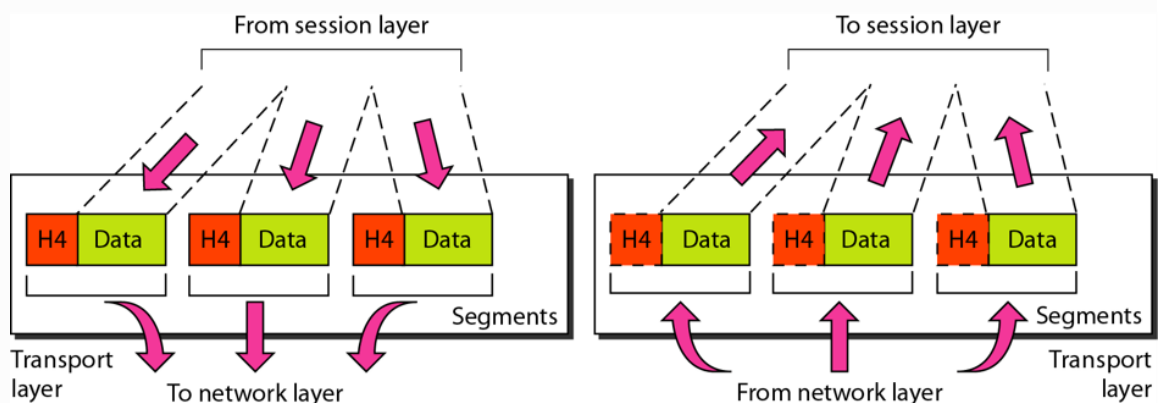 From session layer
To session layer
H4 Data H4 Data H4 Data
H4 Data H4 Data H4 Data
Segments
Segments
Transport
layer
To network layer
From network layer
Transport
layer